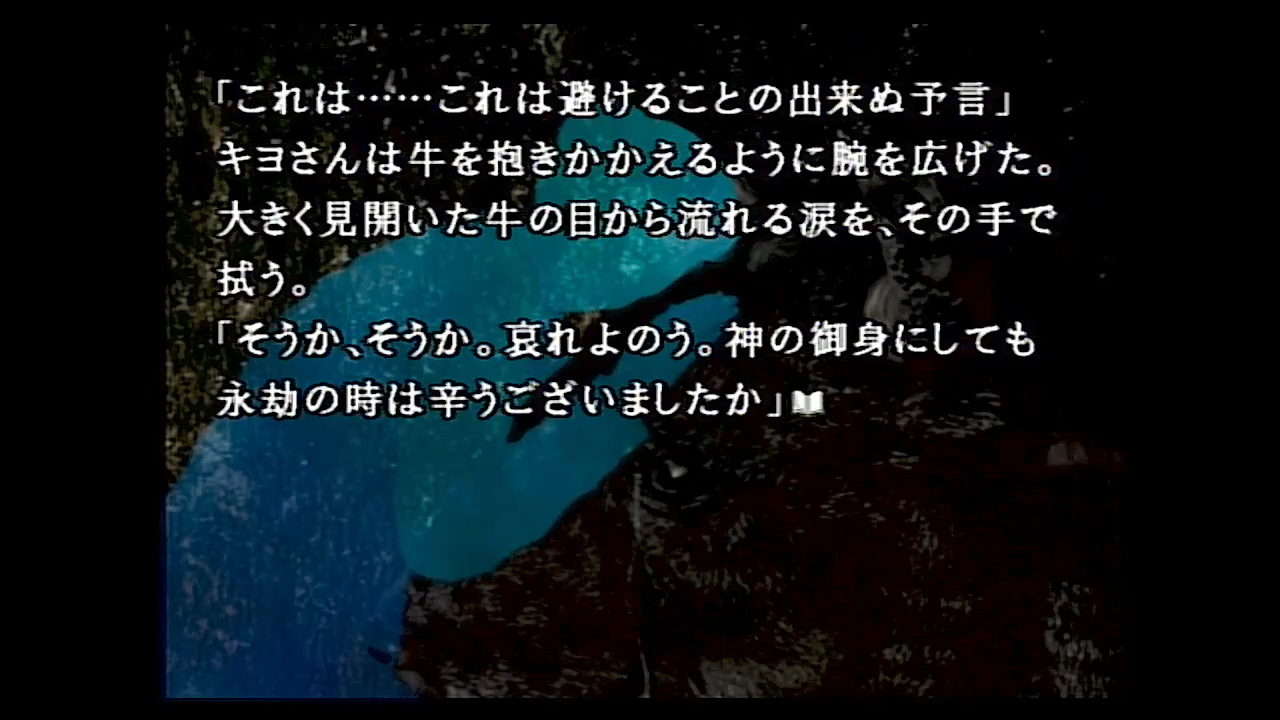 「これは……これは避けることの出来ぬ予言」
キヨさんは牛を抱きかかえるように腕を広げた。
大きく見開いた牛の目から流れる涙を、その手で
拭う。
「そうか、そうか。哀れよのう。神の御身にしても
永劫の時は辛うございましたか」